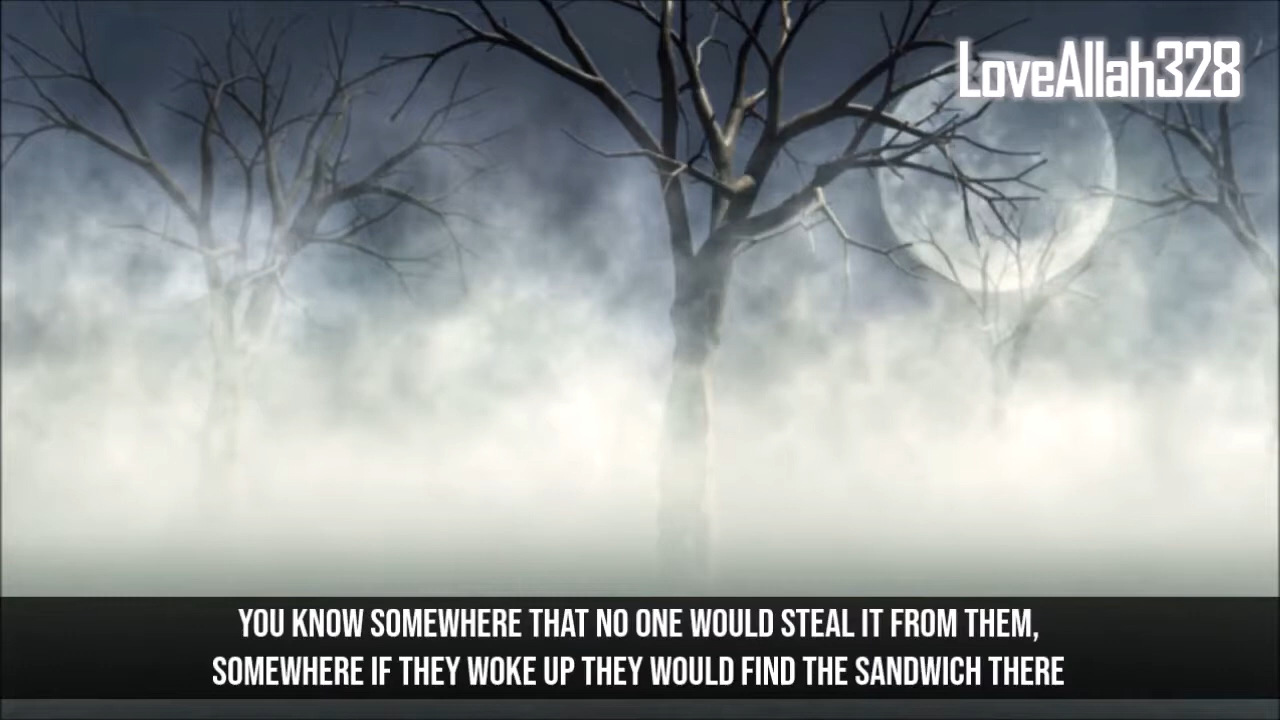 LoveAllah328
YOU KNOW SOMEWHERE THAT NO ONE WOULD STEAL IT FROM THEM,
SOMEWHERE IF THEY WOKE UP THEY WOULD FIND THE SANDWICH THERE